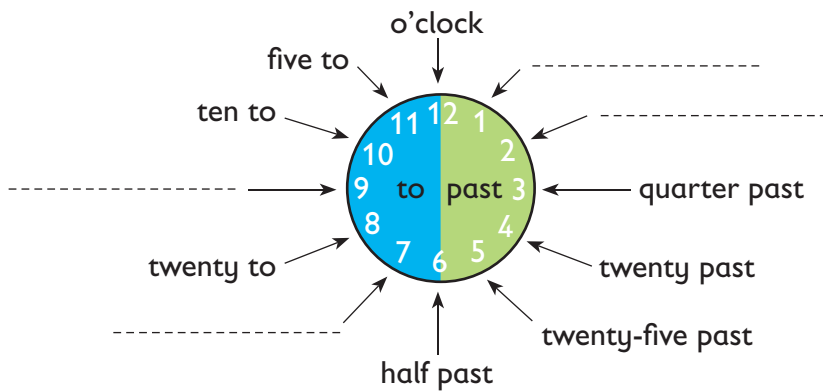 o’clock
five to
ten to
11 12 1
10 2
9 to past 3 quarter past
8 4
7 6 5
twenty to
twenty past
twenty-five past
half past